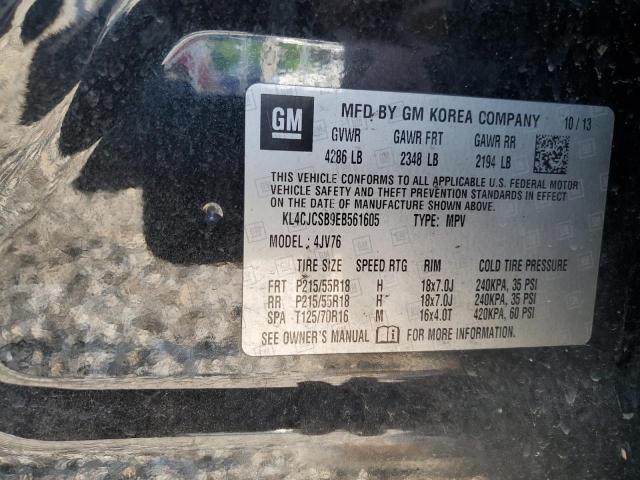 GM
MFD BY GM KOREA COMPANY 10/13
GVWR GAWR FRT GAWR RR
4286 LB 2348 LB 2194 LB
THIS VEHICLE CONFORMS TO ALL APPLICABLE U.S. FEDERAL MOTOR
VEHICLE SAFETY AND THEFT PREVENTION STANDARDS IN EFFECT
ON THE DATE OF MANUFACTURE SHOWN ABOVE.
KL4CJCSB9EB561605 TYPE: MPV
MODEL: 4JV76
TIRE SIZE SPEED RTG RIM COLD TIRE PRESSURE
FRT P215/55R18 H 18x7.0J 240KPA, 35 PSI
RR P215/55R18 H 18x7.0J 240KPA, 35 PSI
SPA T125/70R16 M 16x4.0T 420KPA, 60 PSI
SEE OWNER'S MANUAL FOR MORE INFORMATION.